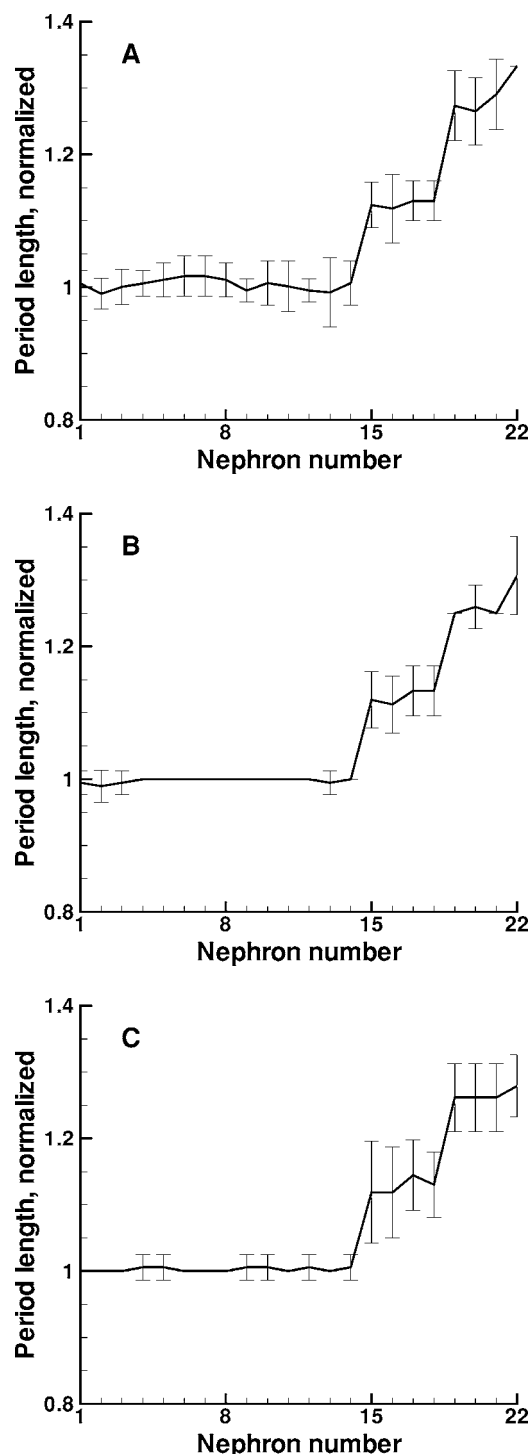 A
Period length, normalized
1.4
1.2
1
0.8
1 8 15 22
Nephron number
B
Period length, normalized
1.4
1.2
1
0.8
1 8 15 22
Nephron number
C
Period length, normalized
1.4
1.2
1
0.8
1 8 15 22
Nephron number